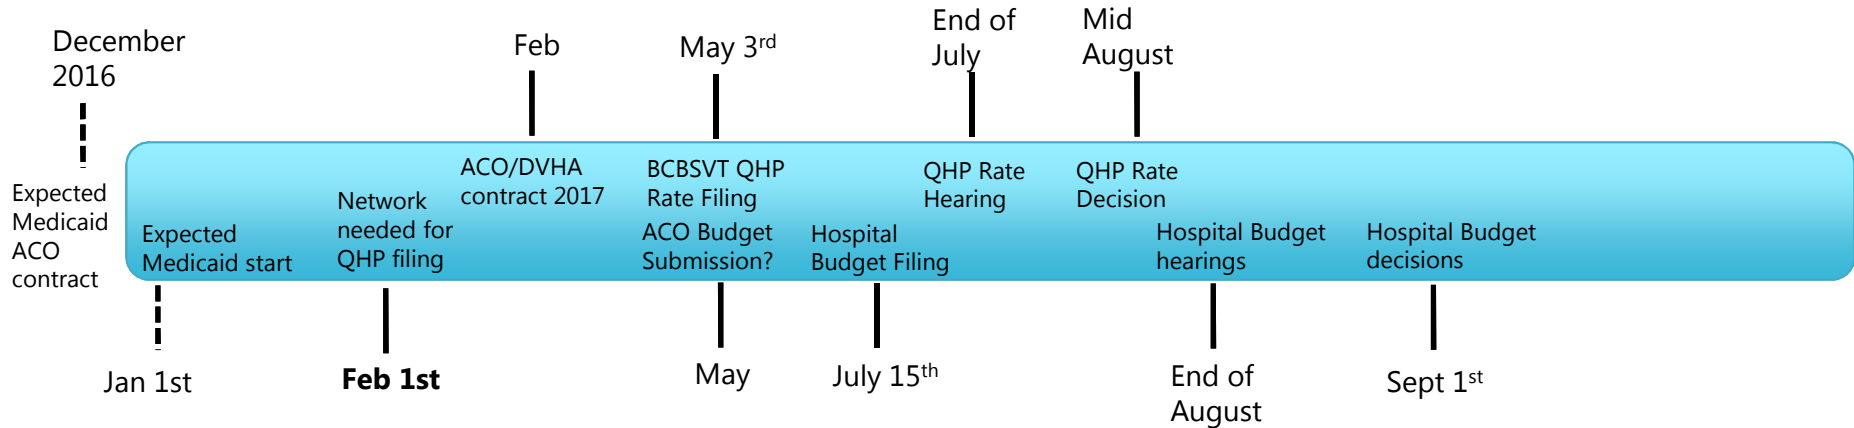 December
2016
Feb
May 3rd
End of
July
Mid
August
Expected
Medicaid
ACO
contract
Expected
Medicaid start
Network
needed for
QHP filing
ACO/DVHA
contract 2017
BCBSVT QHP
Rate Filing
ACO Budget
Submission?
Hospital
Budget Filing
QHP Rate
Hearing
QHP Rate
Decision
Hospital Budget
hearings
Hospital Budget
decisions
Jan 1st
Feb 1st
May
July 15th
End of
August
Sept 1st